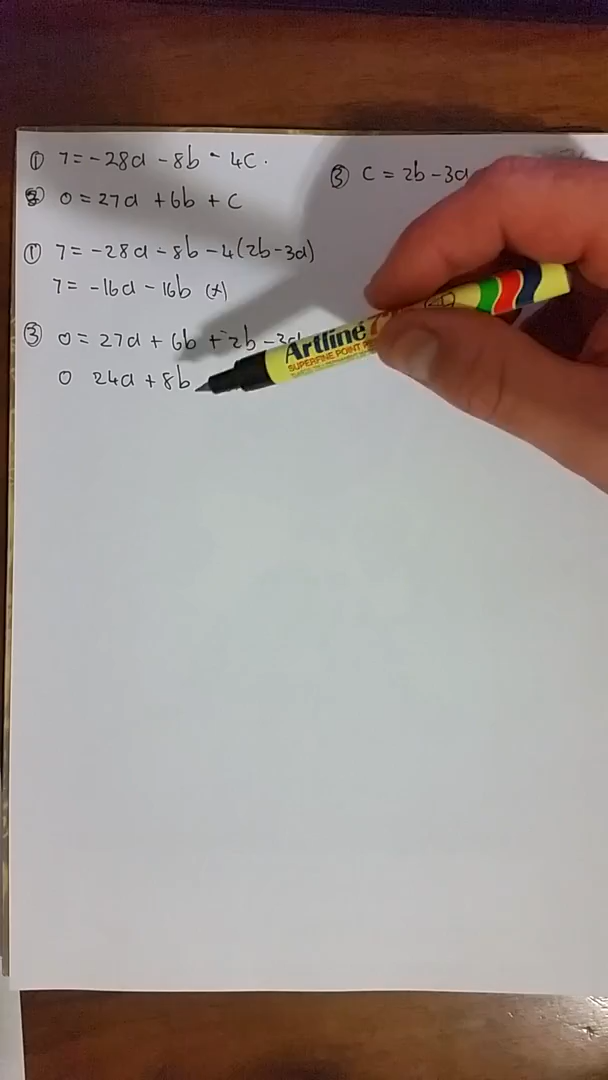 ① 7 = -28a - 8b - 4c.
③ c = 2b - 3a
② 0 = 27a + 6b + c
① 7 = -28a - 8b - 4(2b - 3a)
7 = -16a - 16b (*)
③ 0 = 27a + 6b + 2b - 3a
0 24a + 8b
Artline
SUPERFINE POINT